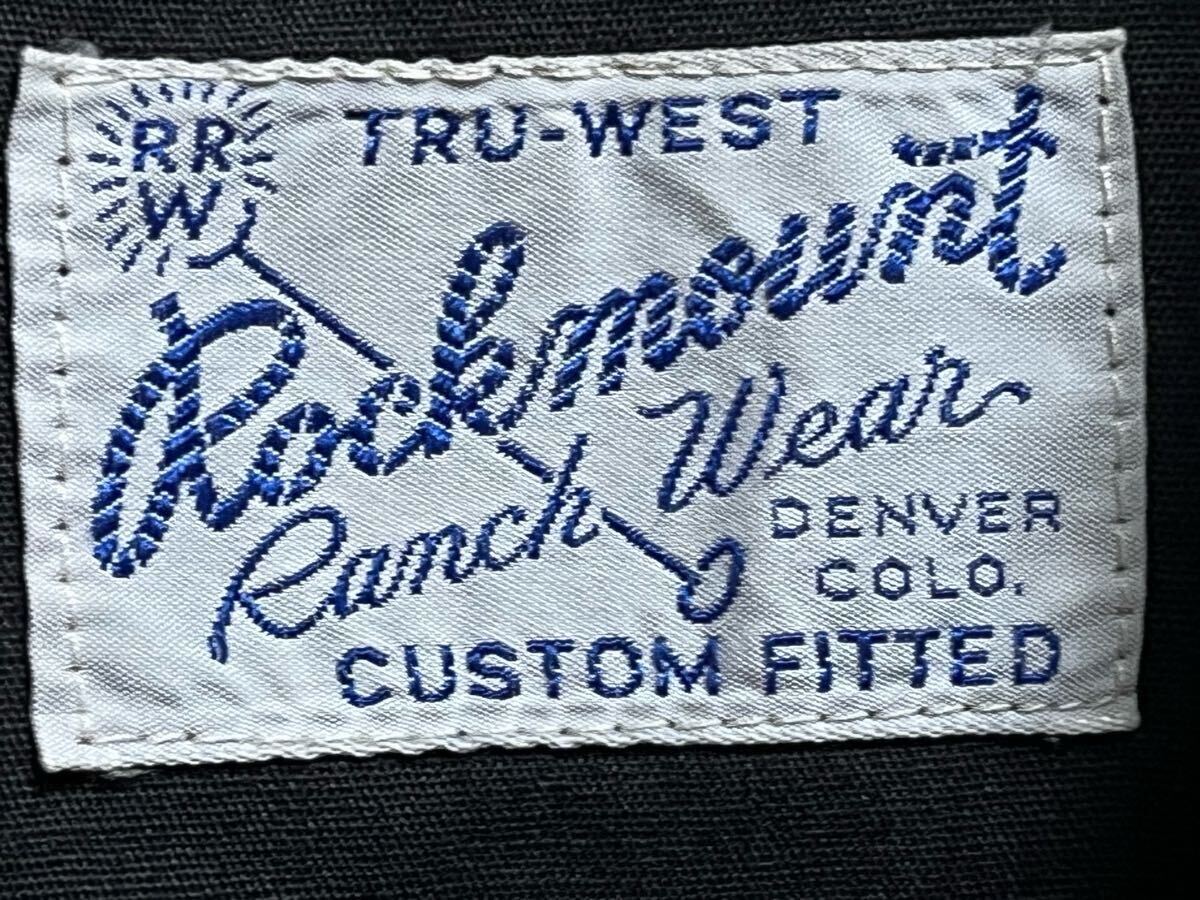 RR
W
TRU-WEST
Rockmount
Ranch Wear
DENVER
COLO.
CUSTOM FITTED